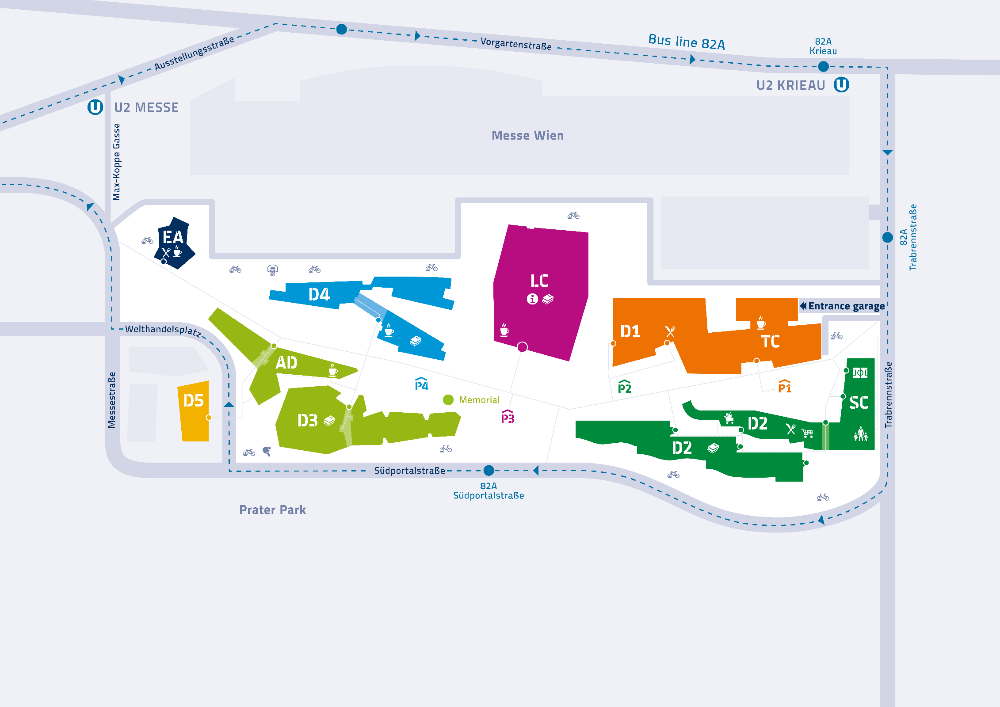 Bus line 82A
82A
Krieau
Vorgartenstraße
Ausstellungsstraße
U2 KRIEAU
U
U
U2 MESSE
Messe Wien
Max-Koppe Gasse
82A
Trabrennstraße
EA
LC
i
D4
Entrance garage
D1
TC
Welthandelsplatz
AD
P4
P2
P1
D5
Memorial
SC
Messestraße
Trabrennstraße
D3
P3
D2
D2
Südportalstraße
82A
Südportalstraße
Prater Park